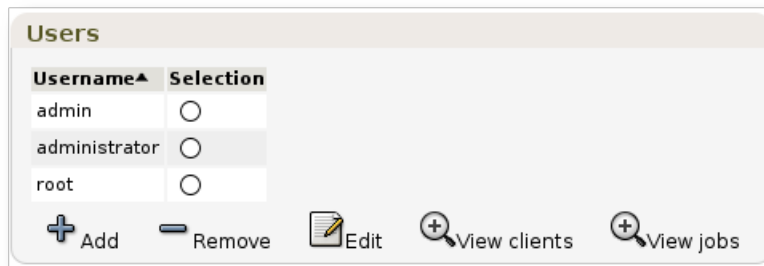 Users
Username Selection
admin
administrator
root
Add Remove Edit View clients View jobs